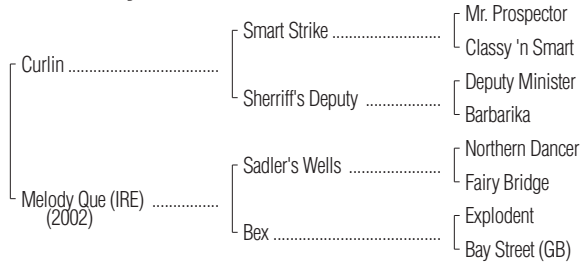 Mr. Prospector
Smart Strike ........................
Classy 'n Smart
Curlin .................................
Deputy Minister
Sherriff's Deputy ................
Barbarika
Northern Dancer
Sadler's Wells ....................
Fairy Bridge
Melody Que (IRE) ...............
(2002)
Explodent
Bex .....................................
Bay Street (GB)